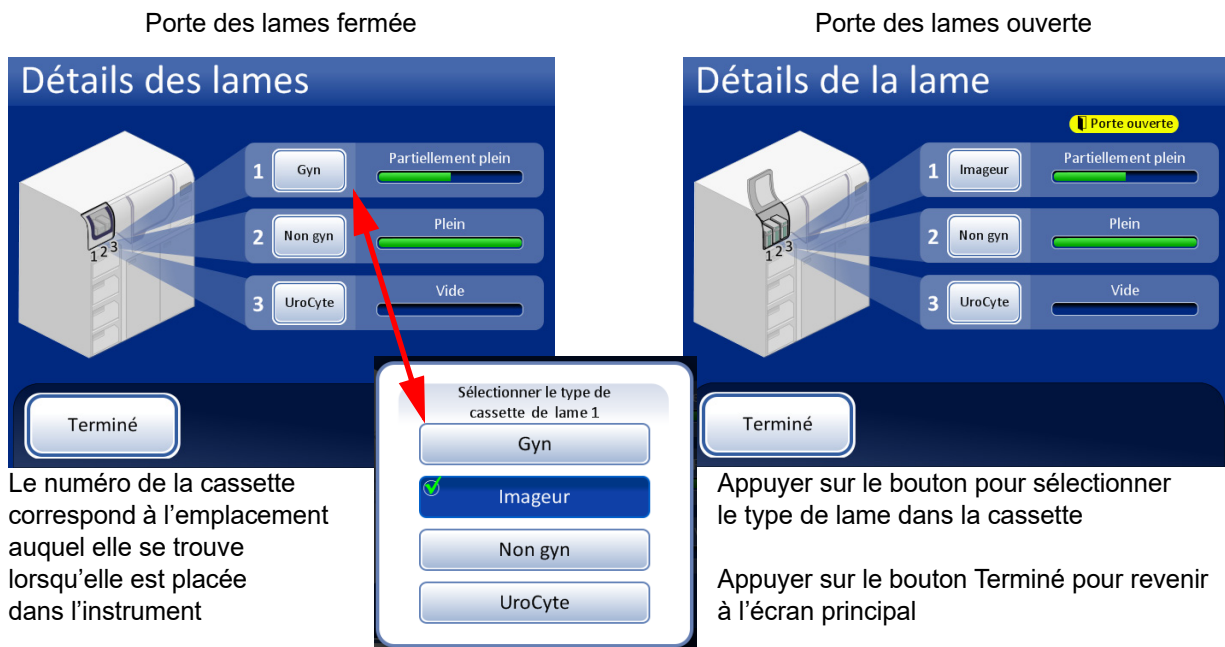 Porte des lames fermée
Porte des lames ouverte
Détails des lames
1 Gyn Partiellement plein
2 Non gyn Plein
3 UroCyte Vide
1 2 3
Terminé
Détails de la lame
Porte ouverte
1 Imageur Partiellement plein
2 Non gyn Plein
3 UroCyte Vide
1 2 3
Terminé
Sélectionner le type de
cassette de lame 1
Gyn
Imageur
Non gyn
UroCyte
Le numéro de la cassette
correspond à l’emplacement
auquel elle se trouve
lorsqu’elle est placée
dans l’instrument
Appuyer sur le bouton pour sélectionner
le type de lame dans la cassette
Appuyer sur le bouton Terminé pour revenir
à l’écran principal